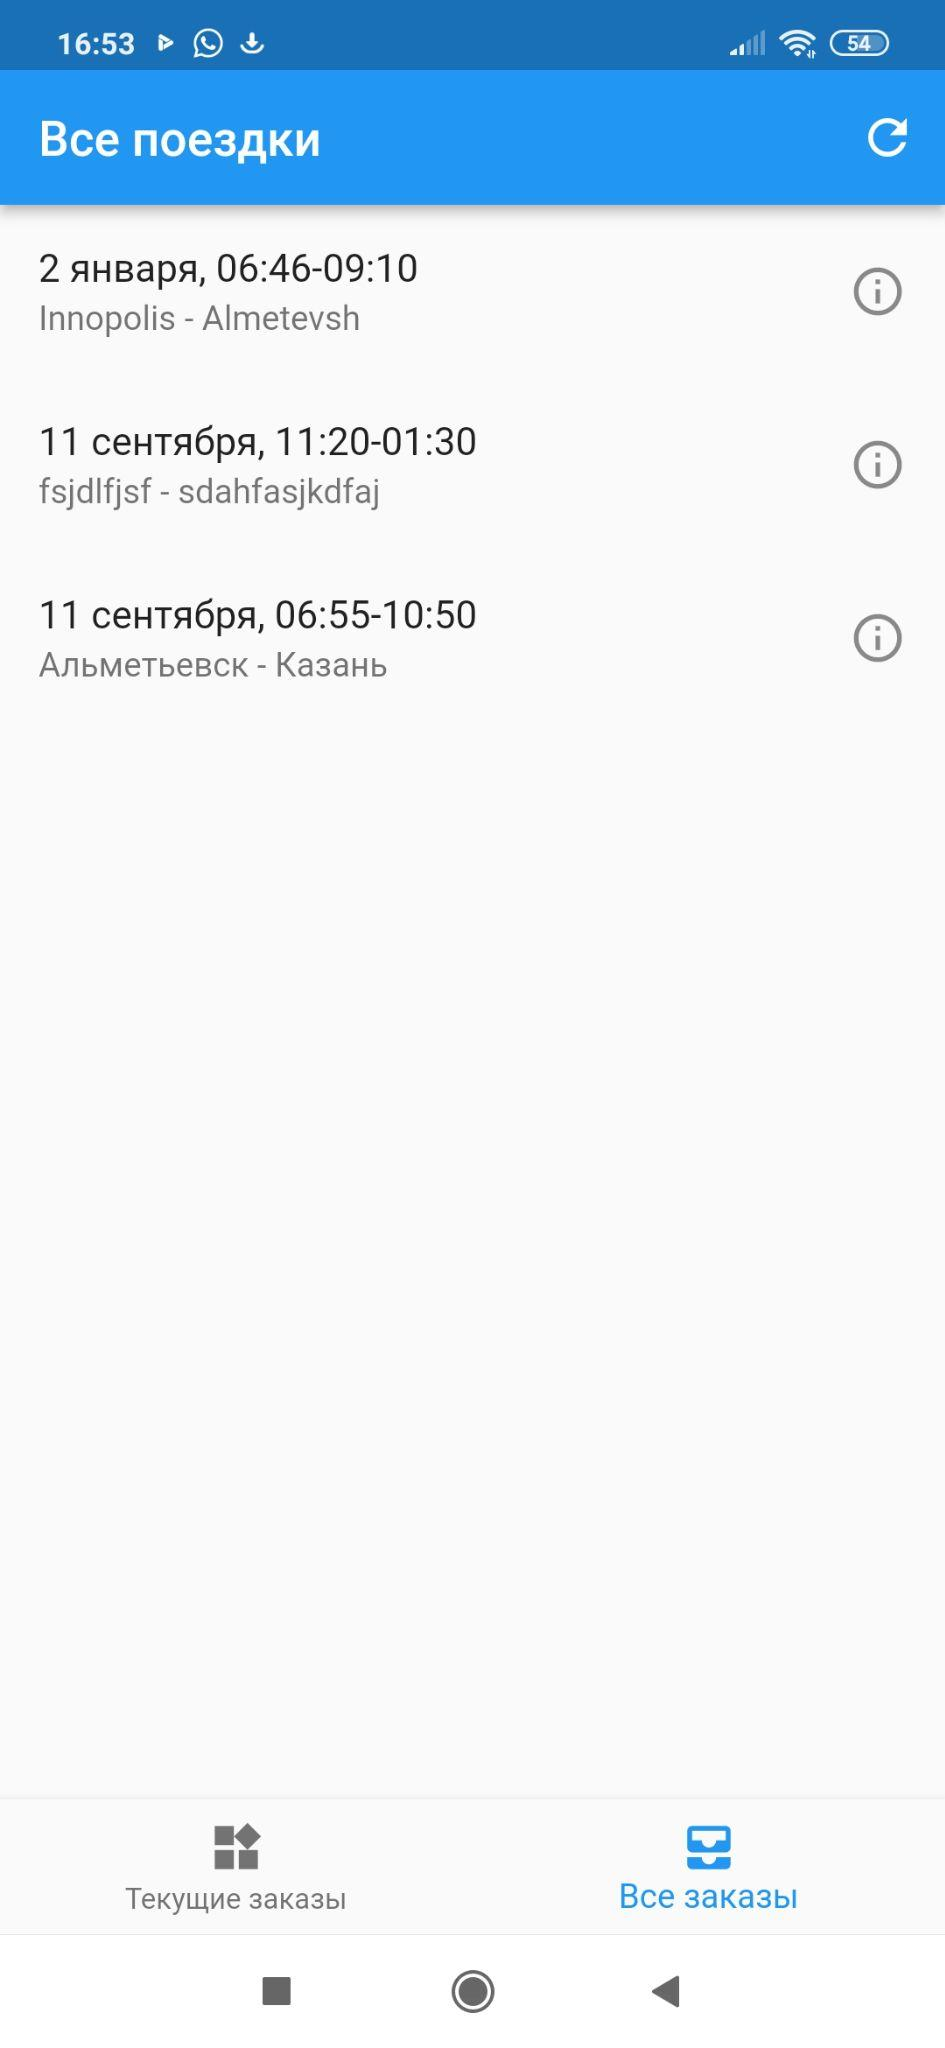 16:53
54
Все поездки
2 января, 06:46-09:10
Innopolis - Almetevsh
11 сентября, 11:20-01:30
fsjdlfjsf - sdahfasjkdfaj
11 сентября, 06:55-10:50
Альметьевск - Казань
Текущие заказы
Все заказы